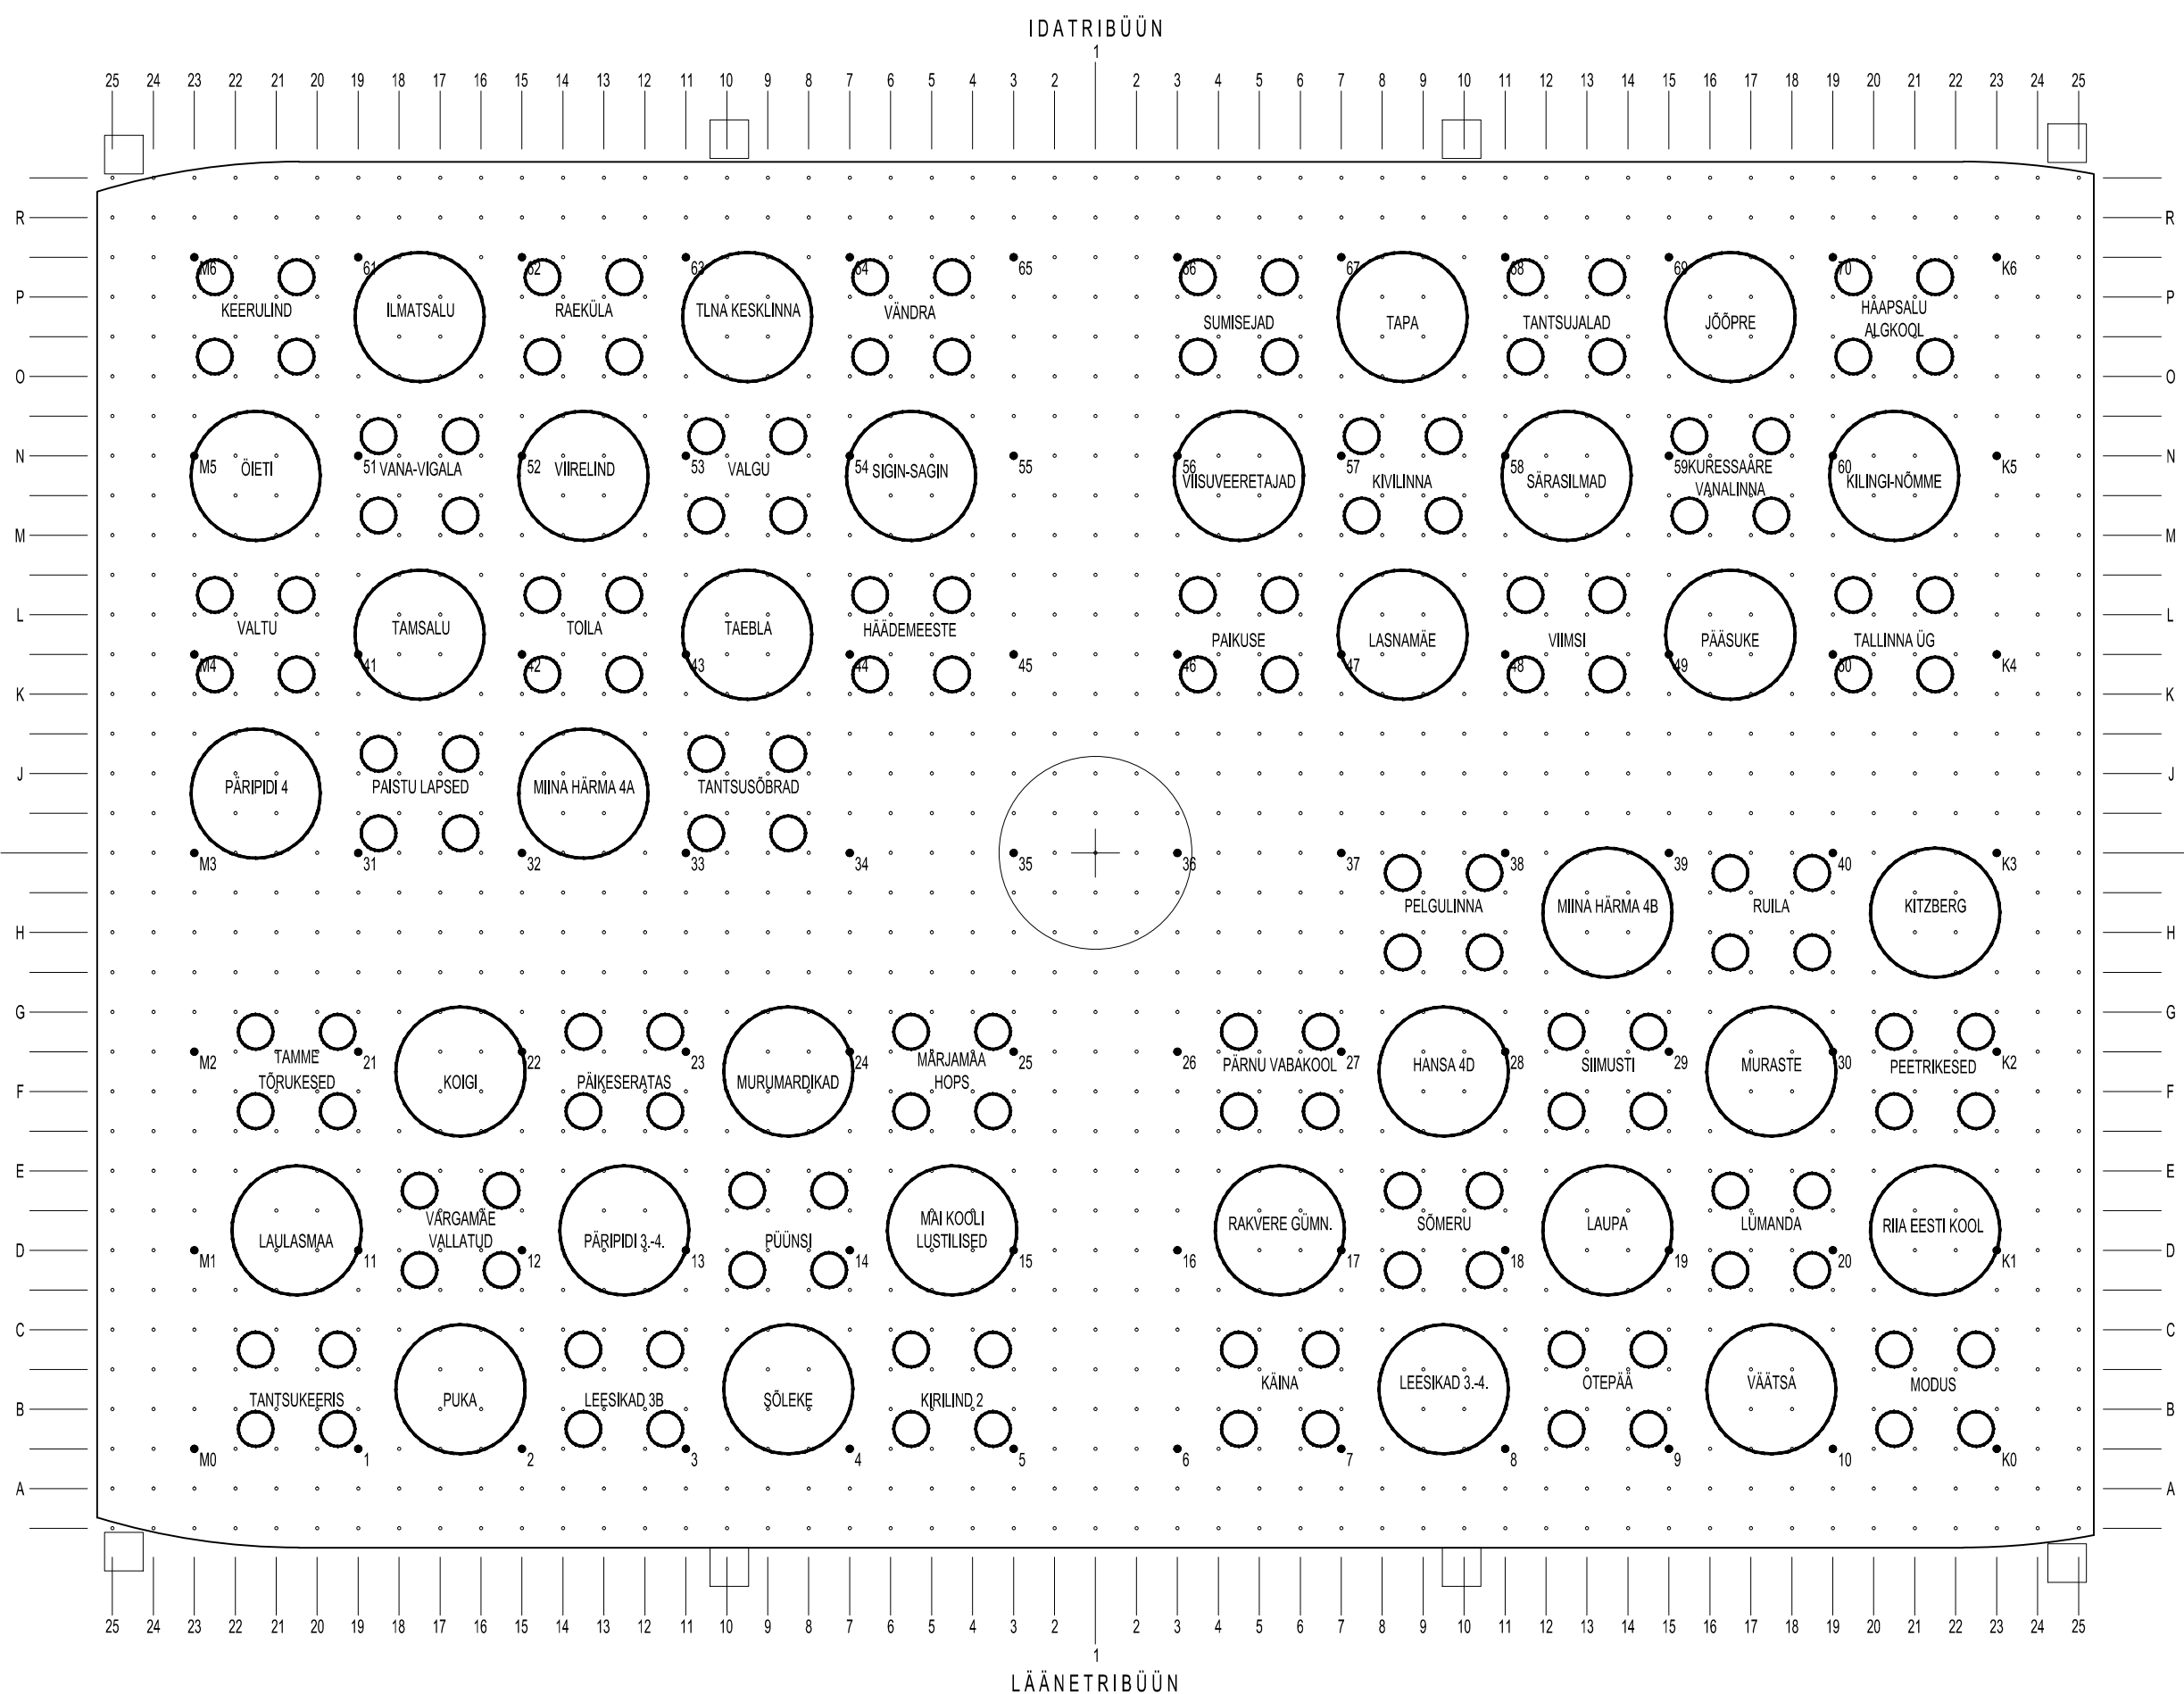 IDATRIBÜÜN
1
25 24 23 22 21 20 19 18 17 16 15 14 13 12 11 10 9 8 7 6 5 4 3 2 2 3 4 5 6 7 8 9 10 11 12 13 14 15 16 17 18 19 20 21 22 23 24 25
R R
M6 61 62 63 64 65 66 67 68 69 70 K6
P P
KEERULIND ILMATSALU RAEKÜLA TLNA KESKLINNA VÄNDRA SUMISEJAD TAPA TANTSUJALAD JÕÕPRE HAAPSALU
ALGKOOL
O O
N N
M5 ÕIETI 51 VANA-VIGALA 52 VIIRELIND 53 VALGU 54 SIGIN-SAGIN 55 56 VIISUVEERETAJAD 57 KIVILINNA 58 SÄRASILMAD 59 KURESSAARE 60 KILINGI-NÕMME K5
VANALINNA
M M
L L
VALTU TAMSALU TOILA TAEBLA HÄÄDEMEESTE PAIKUSE LASNAMÄE VIIMSI PÄÄSUKE TALLINNA ÜG
M4 41 42 43 44 45 46 47 48 49 50 K4
K K
J J
PÄRIPIDI 4 PAISTU LAPSED MIINA HÄRMA 4A TANTSUSÕBRAD
M3 31 32 33 34 35 36 37 38 39 40 K3
PELGULINNA MIINA HÄRMA 4B RUILA KITZBERG
H H
G G
M2 TAMME 21 22 23 24 MÄRJAMAA 25 26 27 28 29 30 K2
TÕRUKESED KOIGI PÄIKESERATAS MURUMARDIKAD HOPS PÄRNU VABAKOOL HANSA 4D SIIMUSTI MURASTE PEETRIKESED
F F
E E
VARGAMÄE MAI KOOLI
LAULASMAA VALLATUD PÄRIPIDI 3.-4. PÜÜNSI LUSTILISED RAKVERE GÜMN. SÕMERU LAUPA LÜMANDA RIIA EESTI KOOL
D D
M1 11 12 13 14 15 16 17 18 19 20 K1
C C
TANTSUKEERIS PUKA LEESIKAD 3B SÕLEKE KIRILIND 2 KÄINA LEESIKAD 3.-4. OTEPÄÄ VÄÄTSA MODUS
B B
M0 1 2 3 4 5 6 7 8 9 10 K0
A A
25 24 23 22 21 20 19 18 17 16 15 14 13 12 11 10 9 8 7 6 5 4 3 2 2 3 4 5 6 7 8 9 10 11 12 13 14 15 16 17 18 19 20 21 22 23 24 25
1
LÄÄNETRIBÜÜN